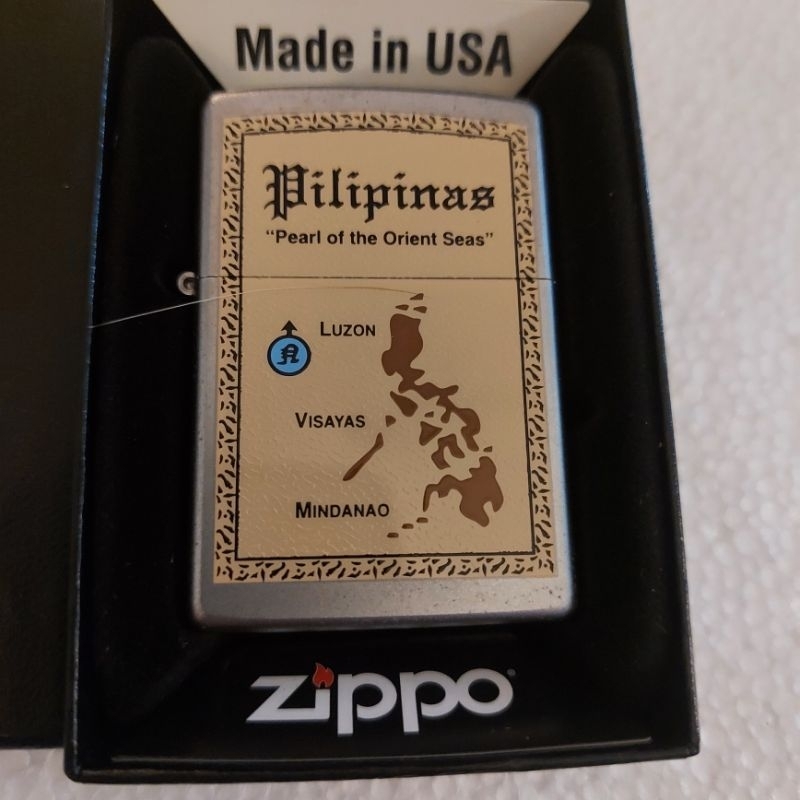 Made in USA
Pilipinas
“Pearl of the Orient Seas”
LUZON
VISAYAS
MINDANAO
zippo